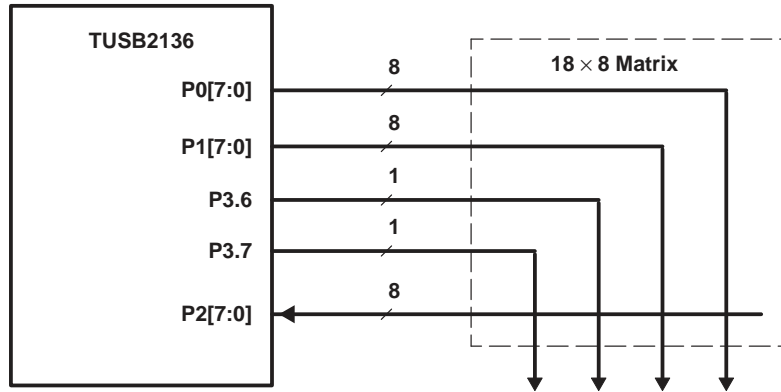 TUSB2136
8
18 × 8 Matrix
P0[7:0]
8
P1[7:0]
1
P3.6
1
P3.7
8
P2[7:0]